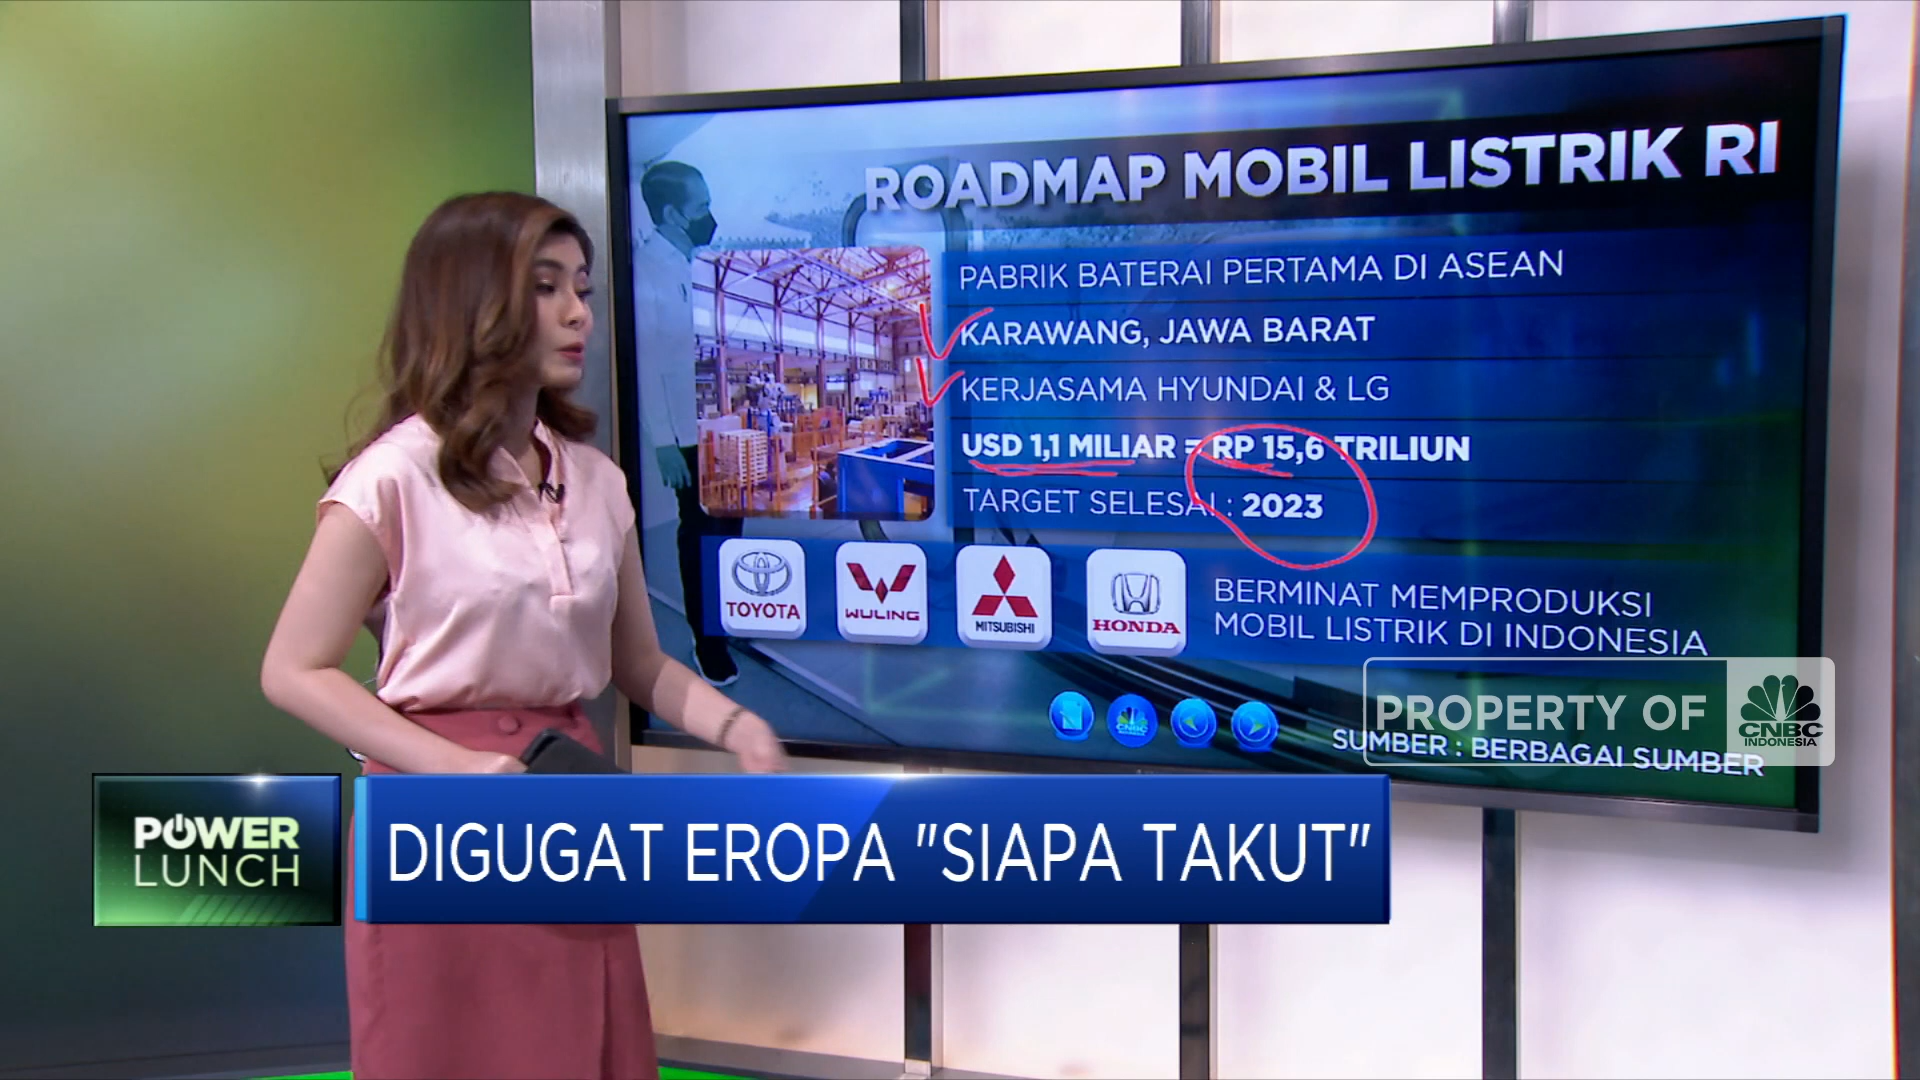 ROADMAP MOBIL LISTRIK RI
PABRIK BATERAI PERTAMA DI ASEAN
KARAWANG, JAWA BARAT
KERJASAMA HYUNDAI & LG
USD 1,1 MILIAR = RP 15,6 TRILIUN
TARGET SELESAI : 2023
TOYOTA
WULING
MITSUBISHI
HONDA
BERMINAT MEMPRODUKSI
MOBIL LISTRIK DI INDONESIA
PROPERTY OF
CNBC
INDONESIA
CNBC
SUMBER : BERBAGAI SUMBER
POWER
LUNCH
DIGUGAT EROPA "SIAPA TAKUT"